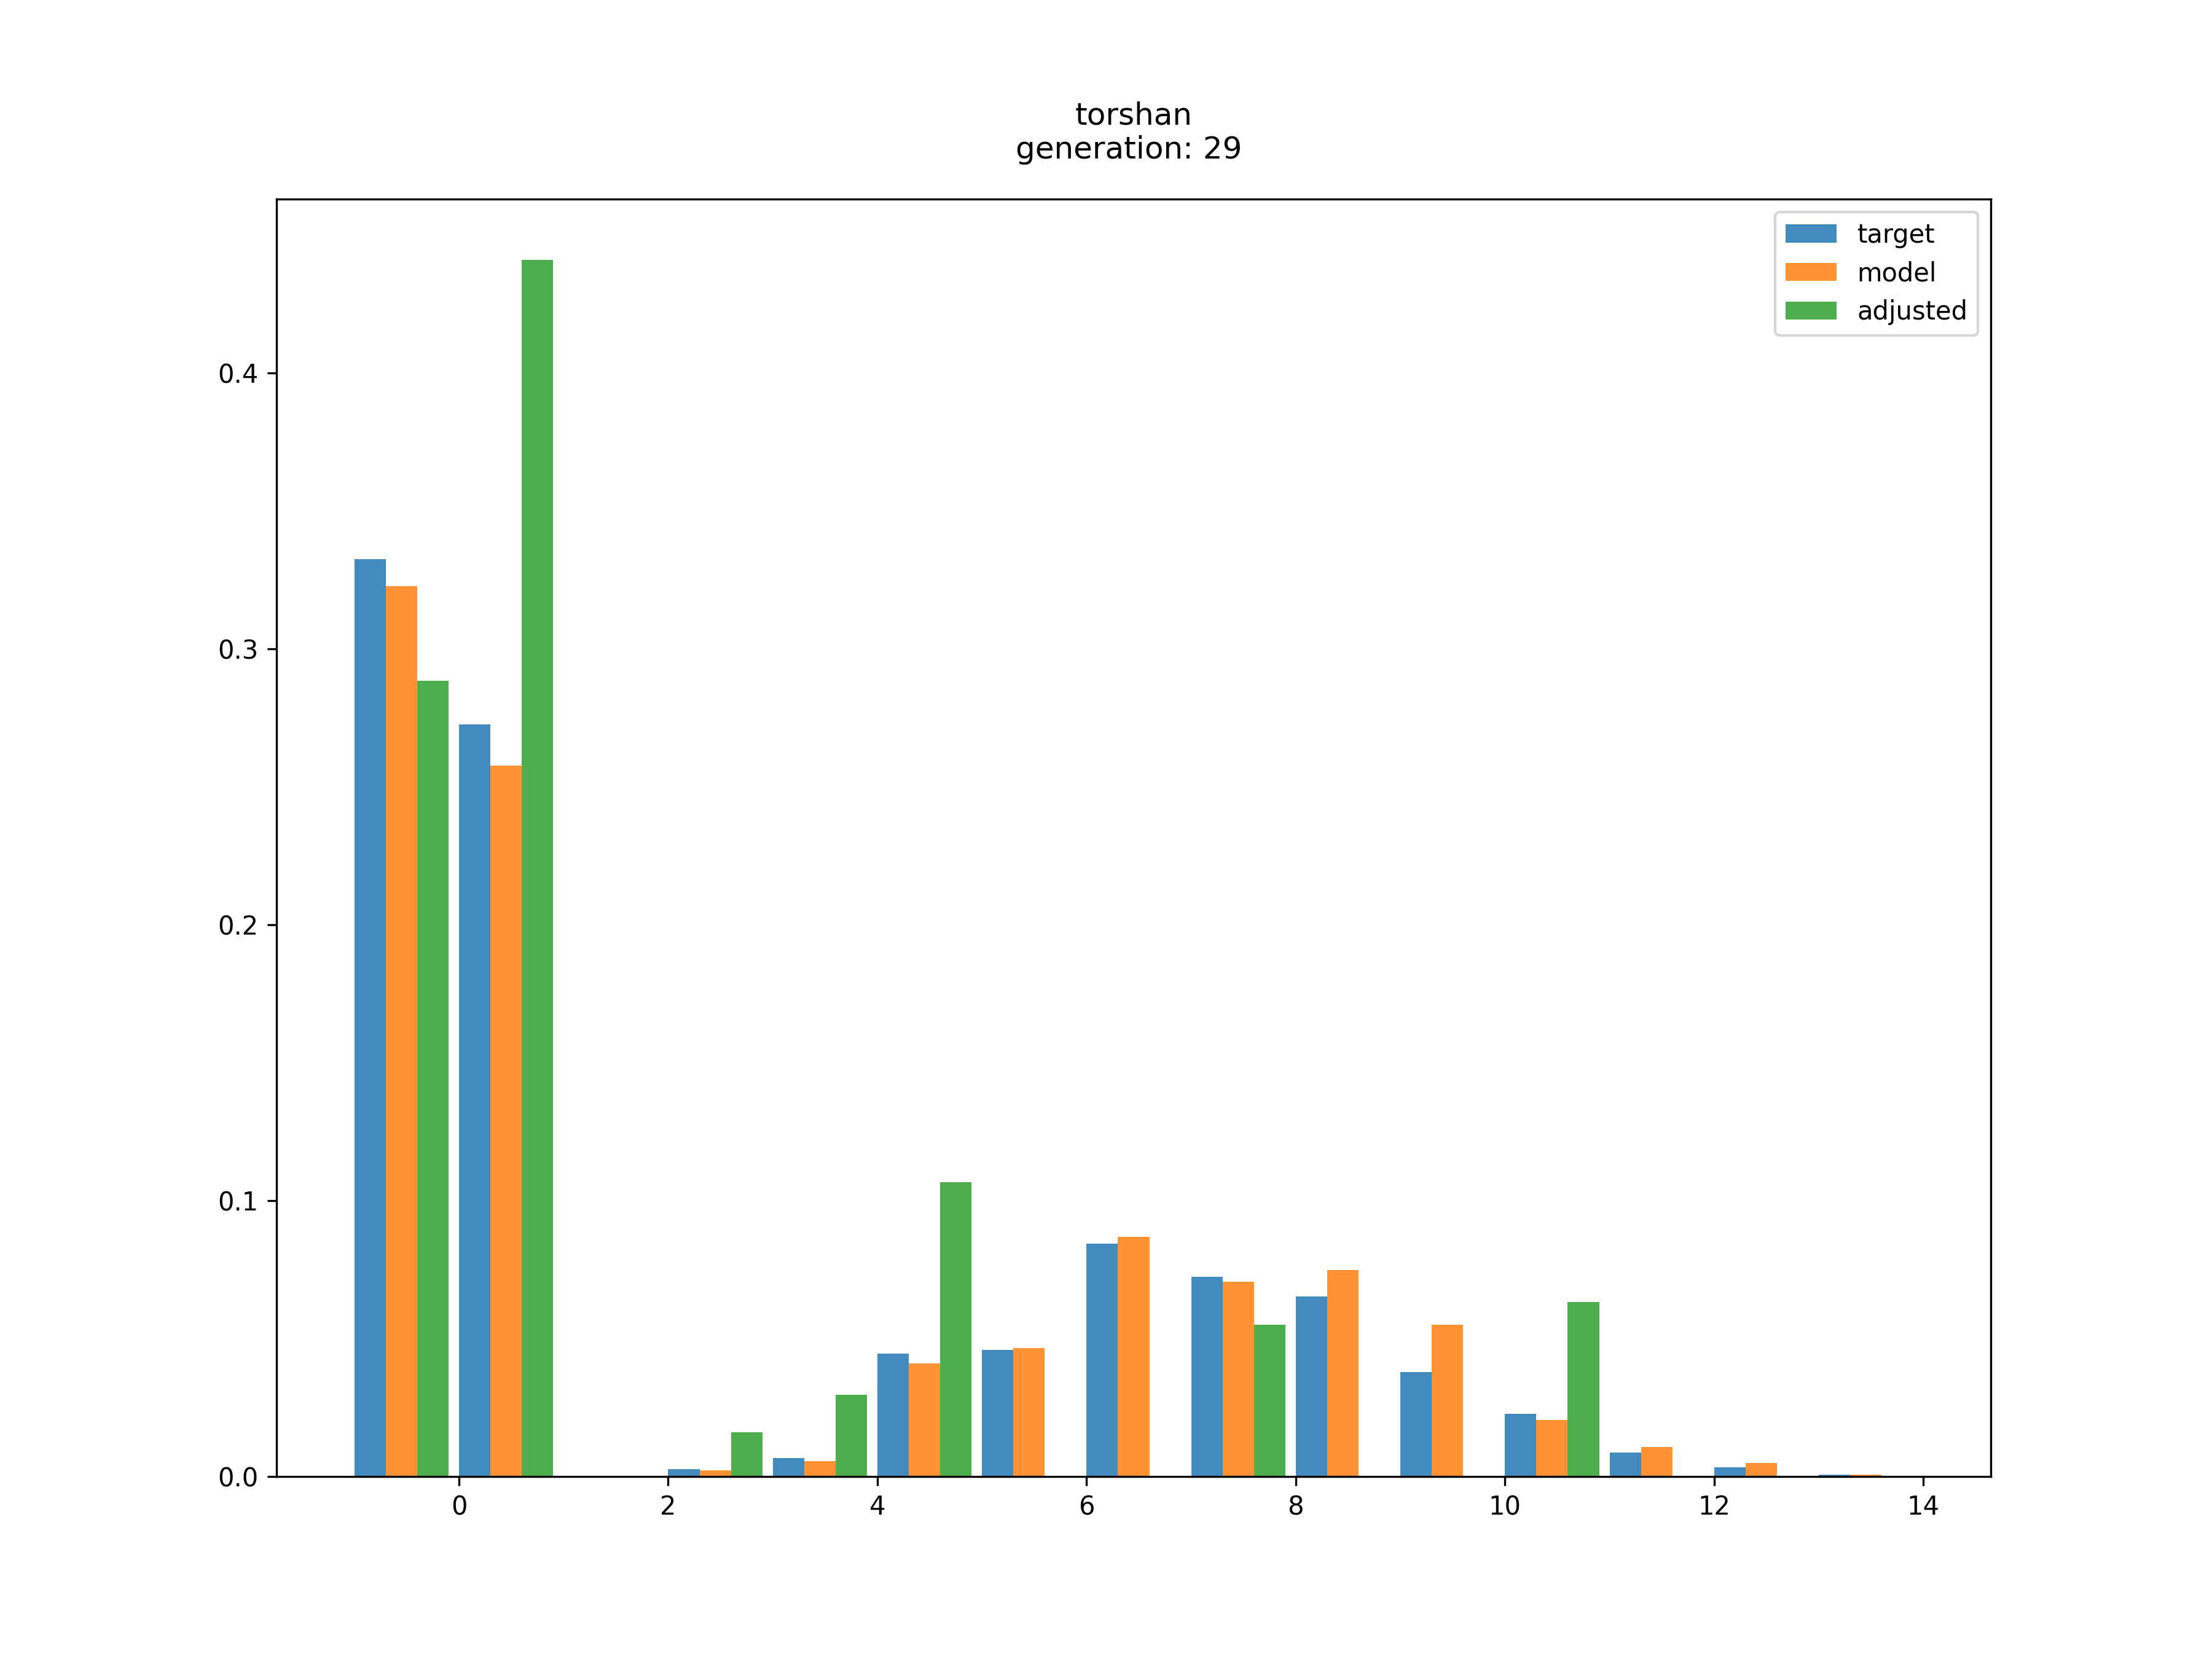 torshan
generation: 29
target
model
adjusted
0.4
0.3
0.2
0.1
0.0
0 2 4 6 8 10 12 14